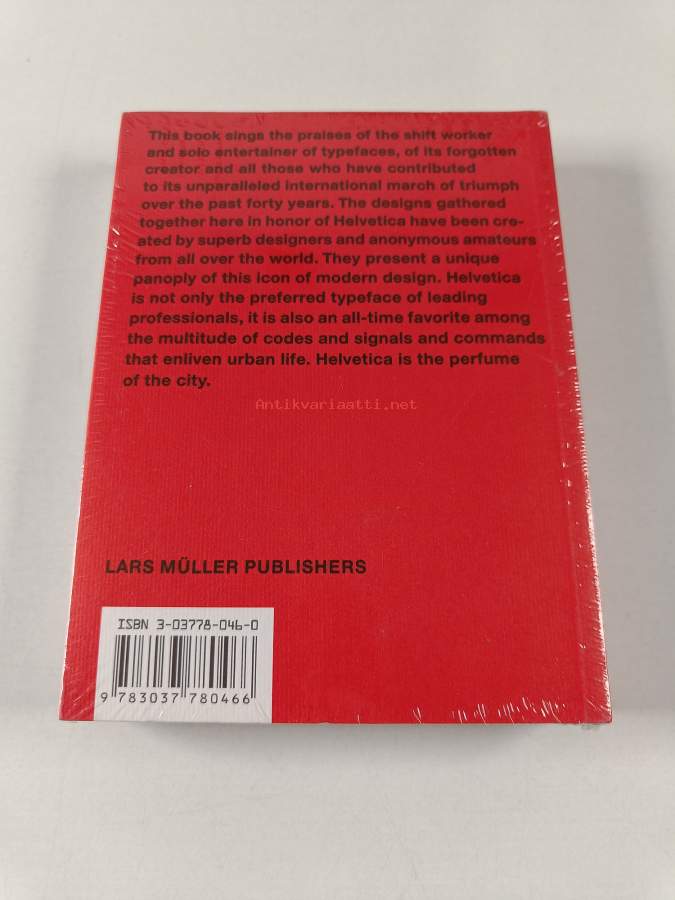 This book sings the praises of the shift worker
and solo entertainer of typefaces, of its forgotten
creator and all those who have contributed
to its unparalleled international march of triumph
over the past forty years. The designs gathered
together here in honor of Helvetica have been cre-
ated by superb designers and anonymous amateurs
from all over the world. They present a unique
panoply of this icon of modern design. Helvetica
is not only the preferred typeface of leading
professionals, it is also an all-time favorite among
the multitude of codes and signals and commands
that enliven urban life. Helvetica is the perfume
of the city.
Antikvariaatti.net
LARS MÜLLER PUBLISHERS
ISBN 3-03778-046-0
9 783037 780466